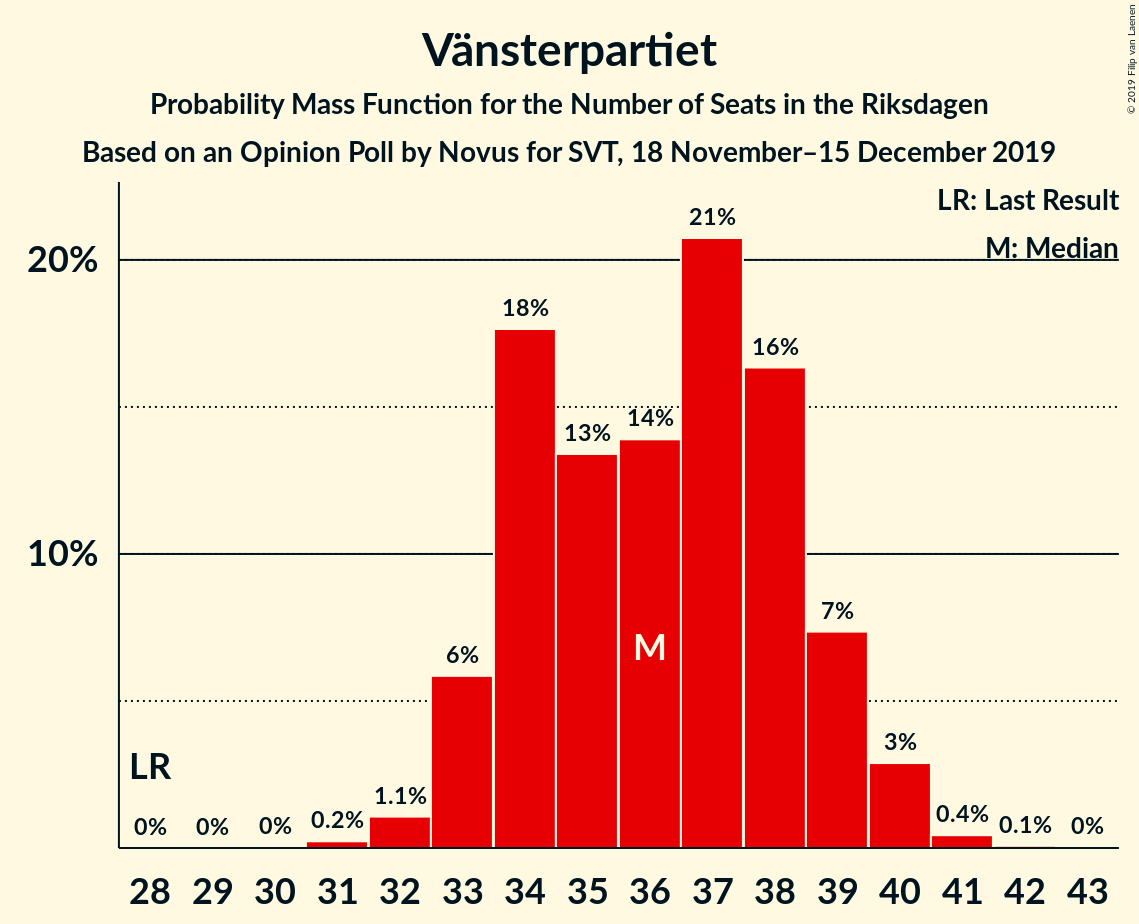 Vänsterpartiet
Probability Mass Function for the Number of Seats in the Riksdagen
Based on an Opinion Poll by Novus for SVT, 18 November–15 December 2019
© 2019 Filip van Laenen
LR: Last Result
M: Median
20%
10%
LR
M
0%
0%
0%
0.2%
1.1%
6%
18%
13%
14%
21%
16%
7%
3%
0.4%
0.1%
0%
28 29 30 31 32 33 34 35 36 37 38 39 40 41 42 43